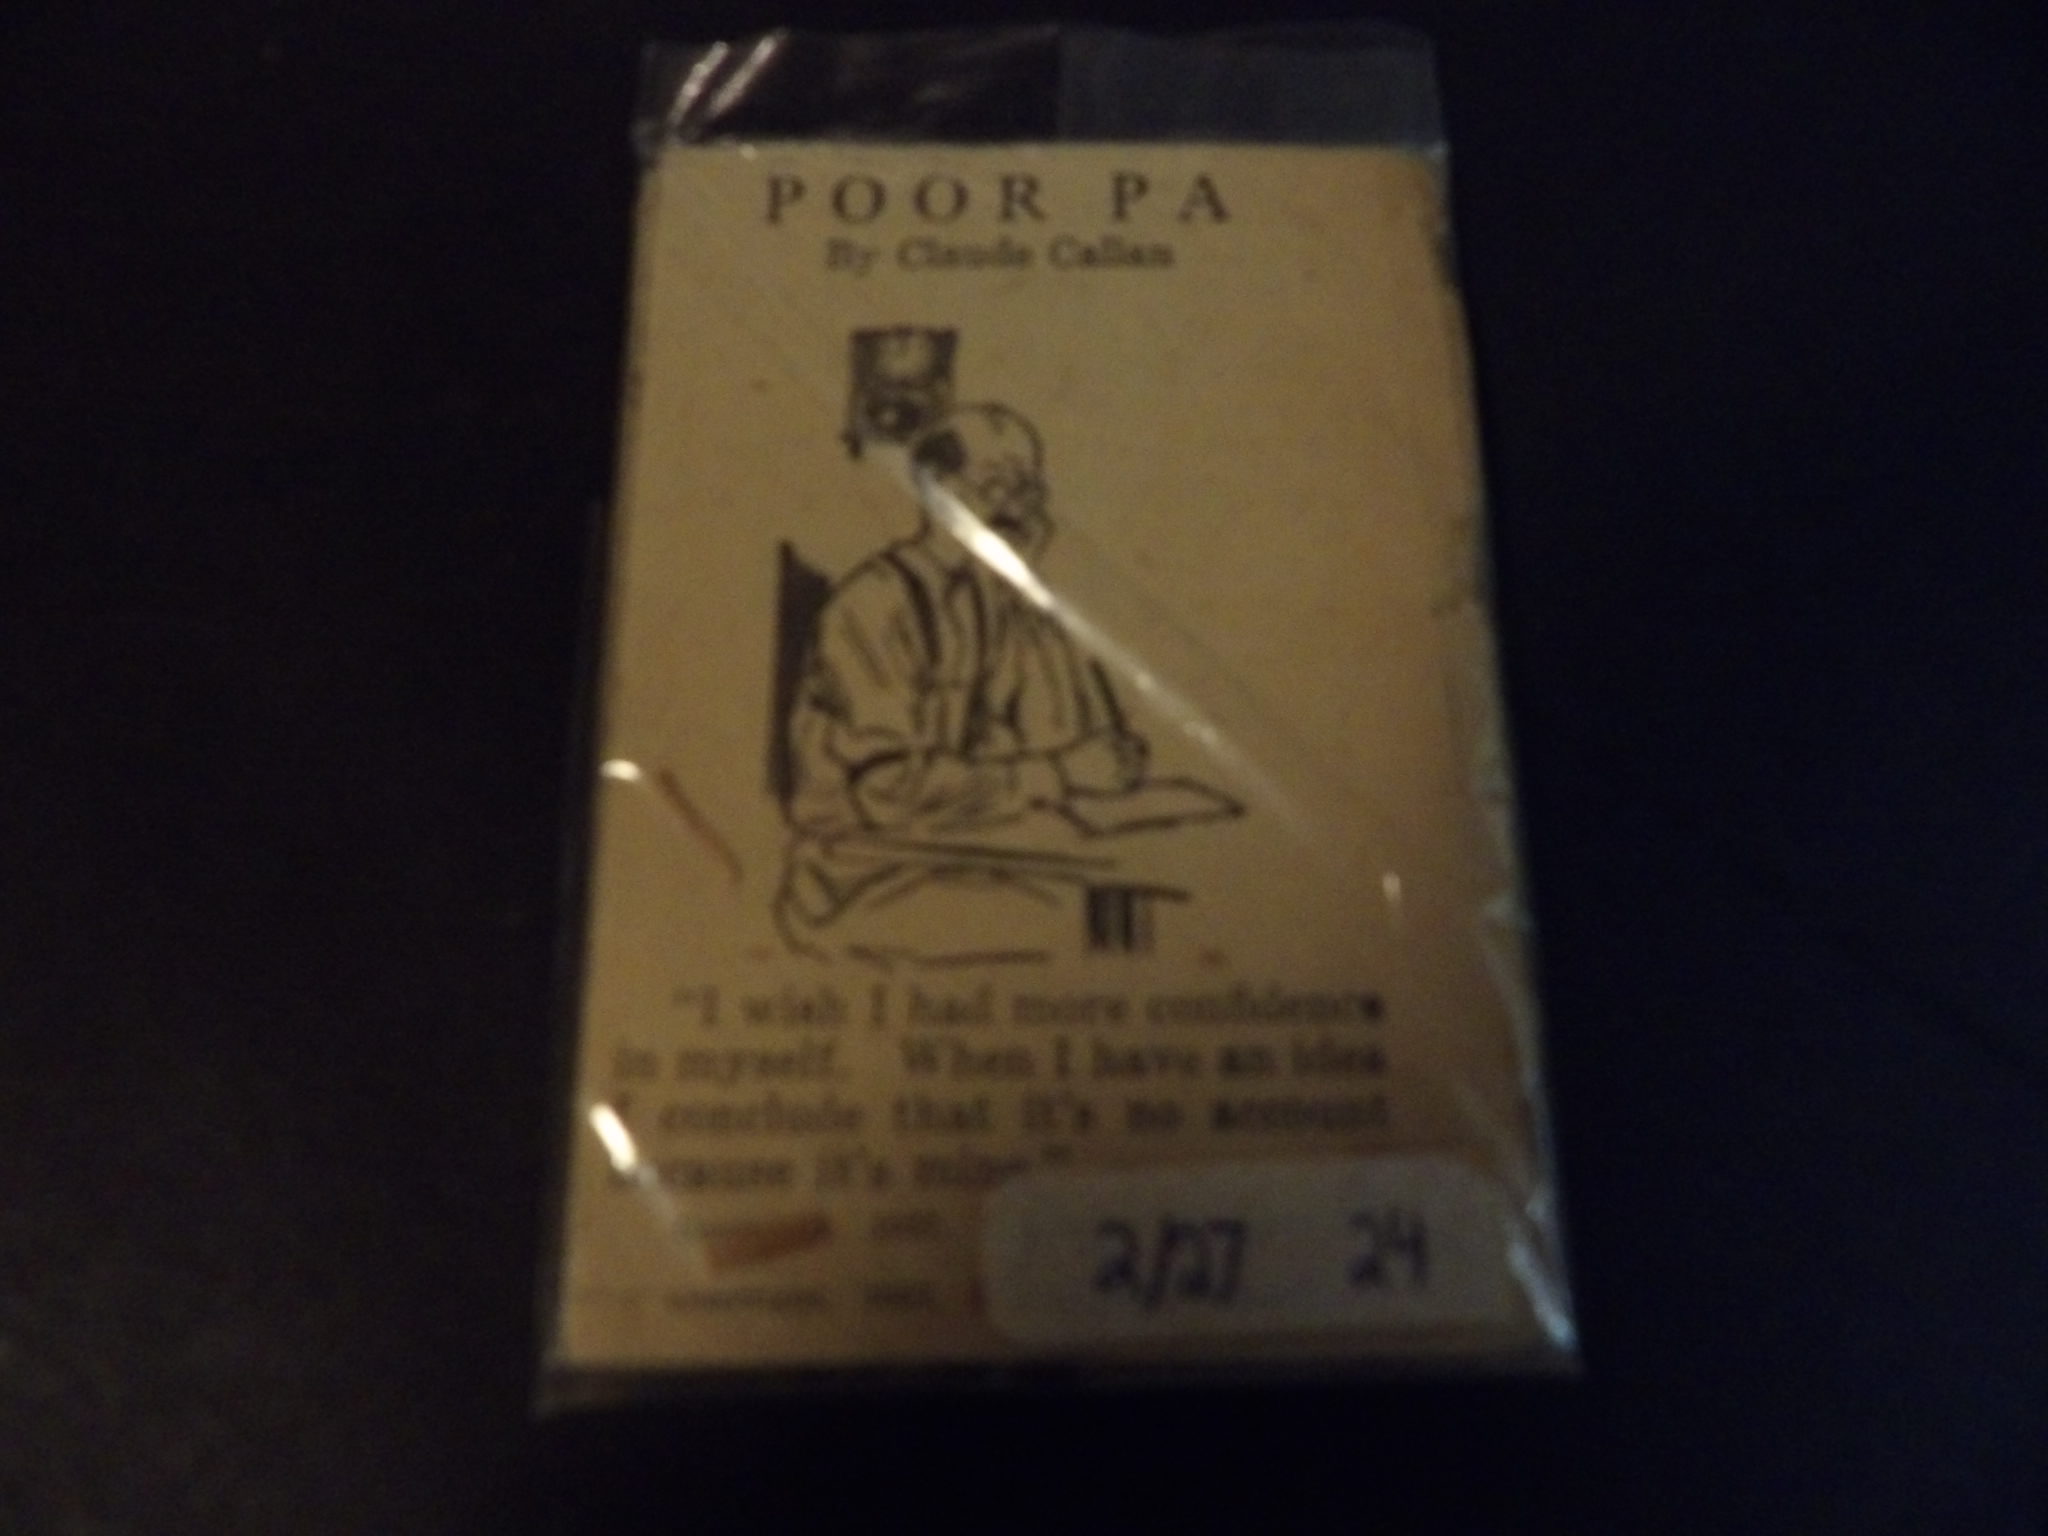 POOR PA
By Claude Callan
"I wish I had more confidence
in myself. When I have an idea
I conclude that it's no account
cause it's mine."
2/27 24